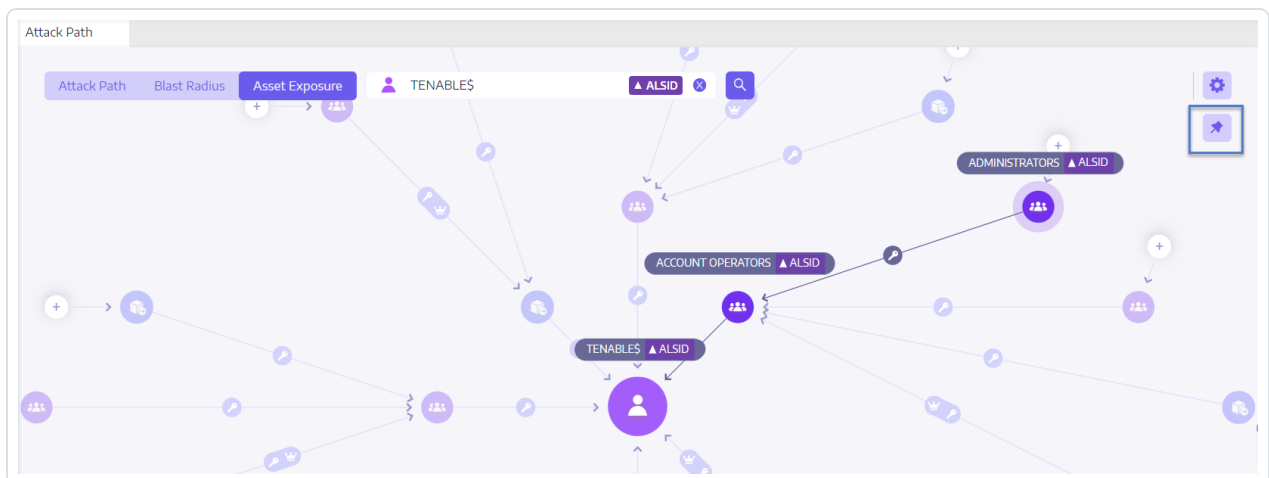 Attack Path
Attack Path Blast Radius Asset Exposure TENABLE$ ▲ ALSID
ADMINISTRATORS ▲ ALSID
ACCOUNT OPERATORS ▲ ALSID
TENABLE$ ▲ ALSID